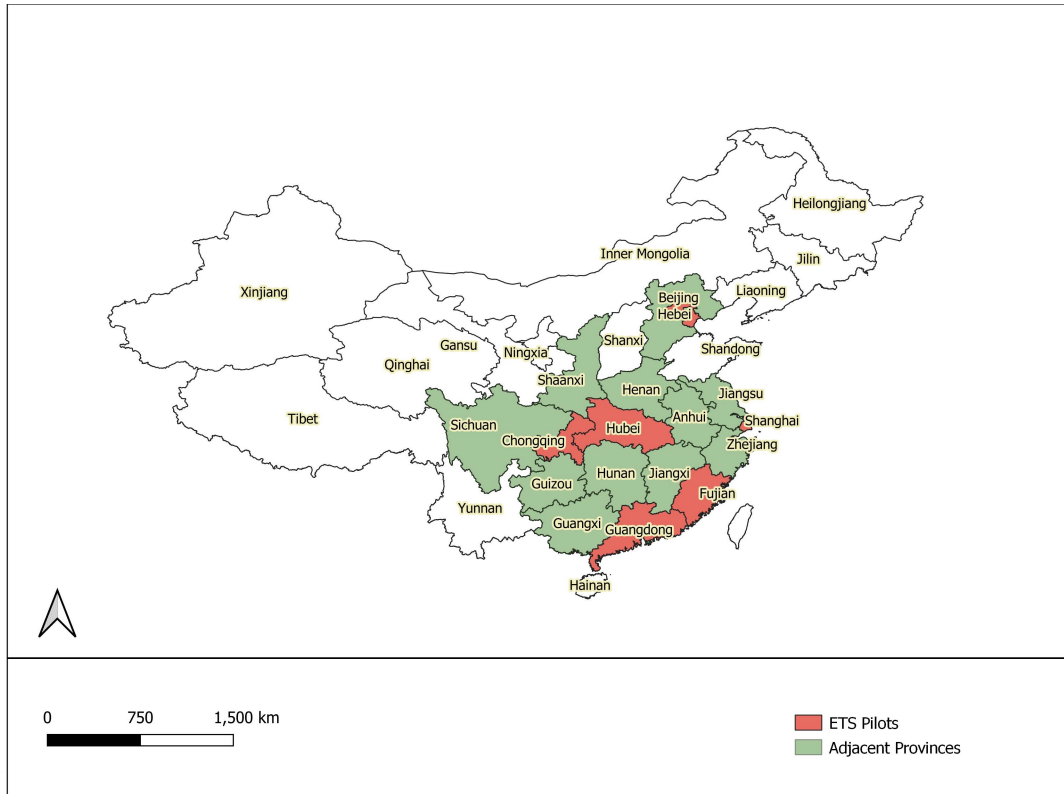 Heilongjiang
Inner Mongolia
Jilin
Xinjiang
Liaoning
Beijing
Hebei
Shanxi
Gansu
Ningxia
Shandong
Qinghai
Shaanxi
Henan
Jiangsu
Tibet
Anhui
Shanghai
Sichuan
Hubei
Chongqing
Zhejiang
Hunan
Jiangxi
Guizou
Fujian
Yunnan
Guangxi
Guangdong
Hainan
0 750 1,500 km
ETS Pilots
Adjacent Provinces